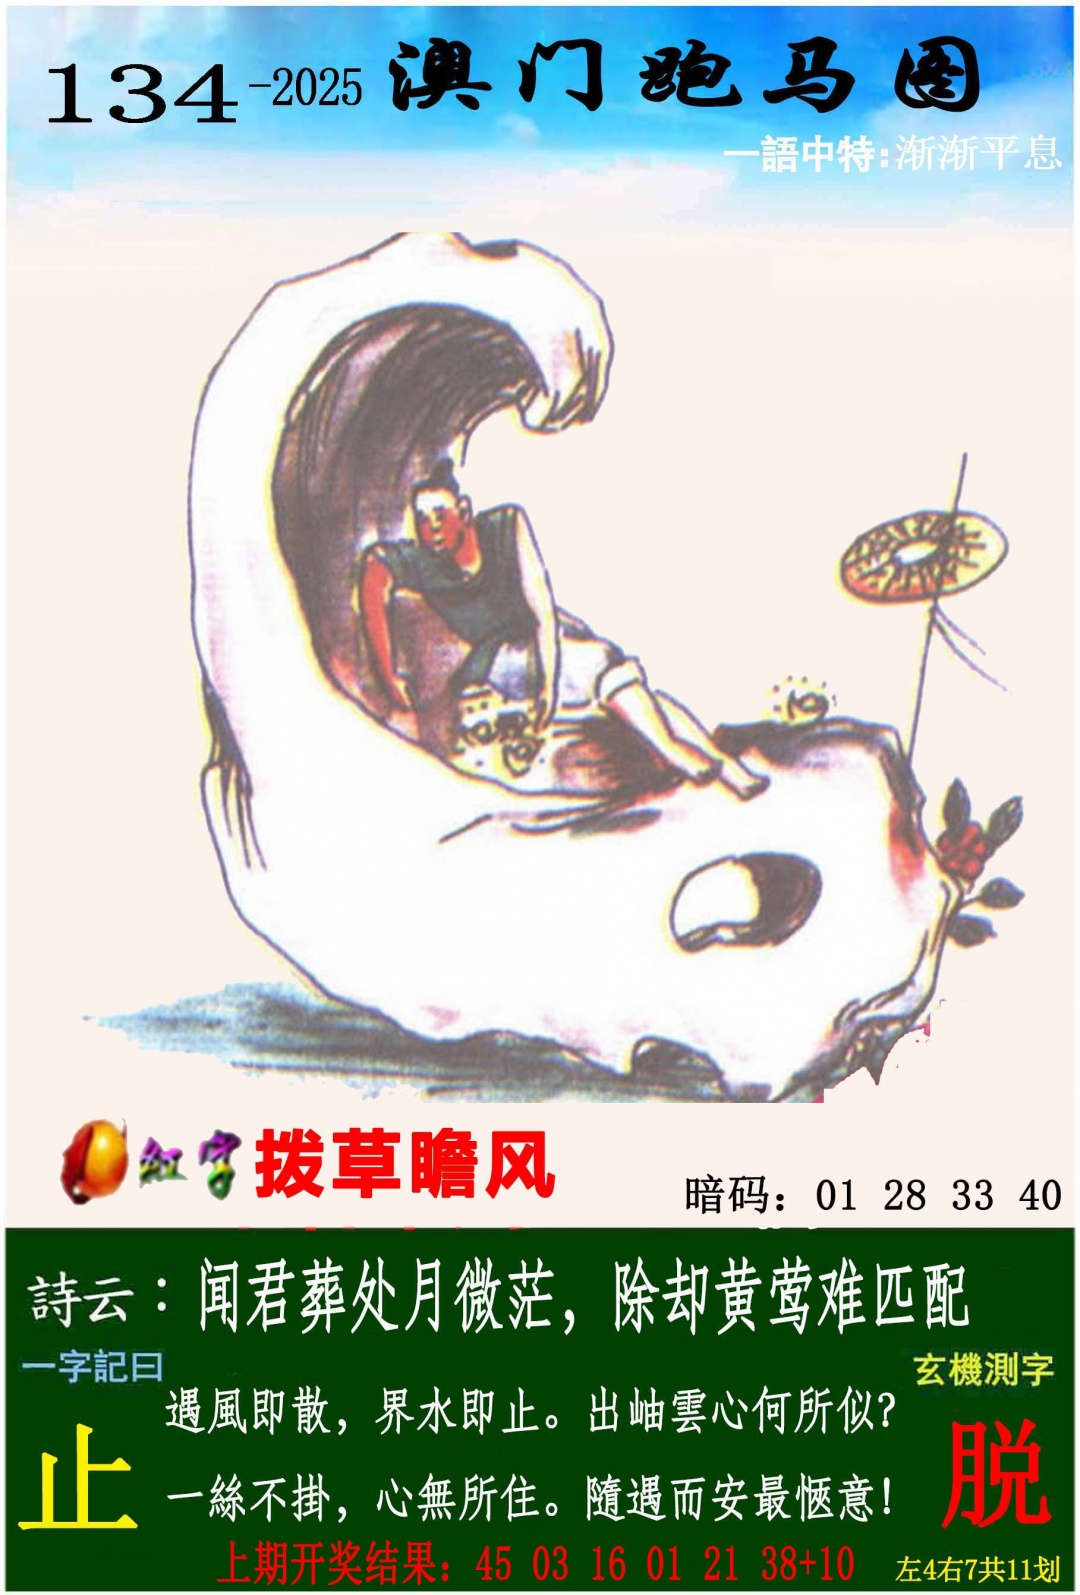 134-2025 澳门跑马图
一語中特:渐渐平息
红字 拨草瞻风
暗码：01 28 33 40
詩云：闻君葬处月微茫，除却黄莺难匹配
一字記曰
玄機測字
遇風即散，界水即止。出岫雲心何所似？
止
脱
一絲不掛，心無所住。隨遇而安最愜意！
上期开奖结果：45 03 16 01 21 38+10
左4右7共11划